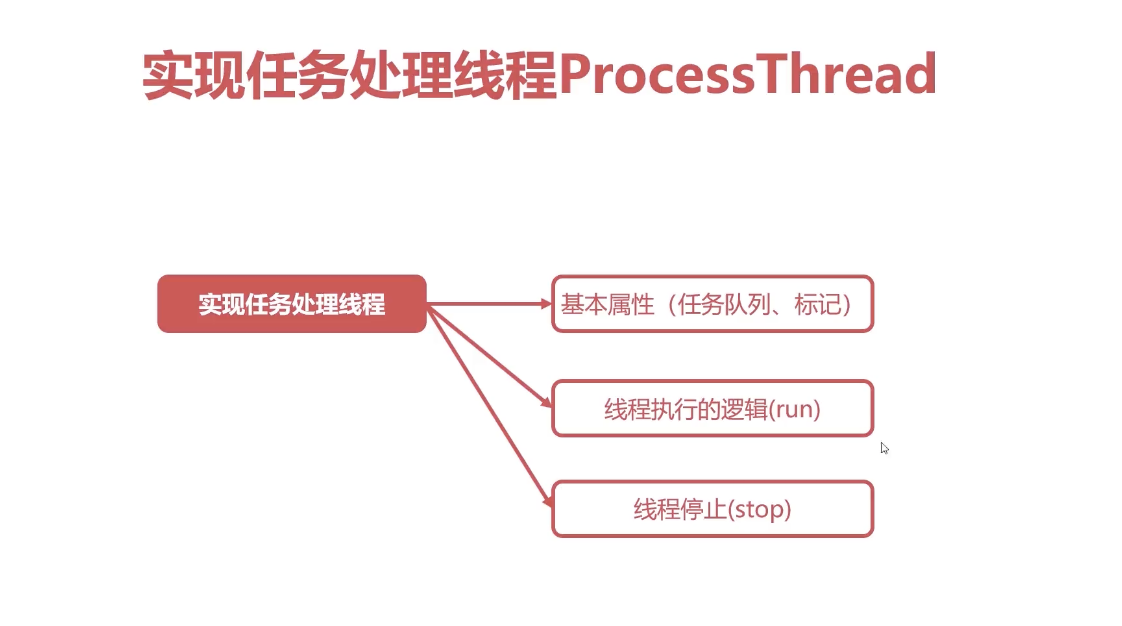 实现任务处理线程ProcessThread
实现任务处理线程
基本属性（任务队列、标记）
线程执行的逻辑(run)
线程停止(stop)